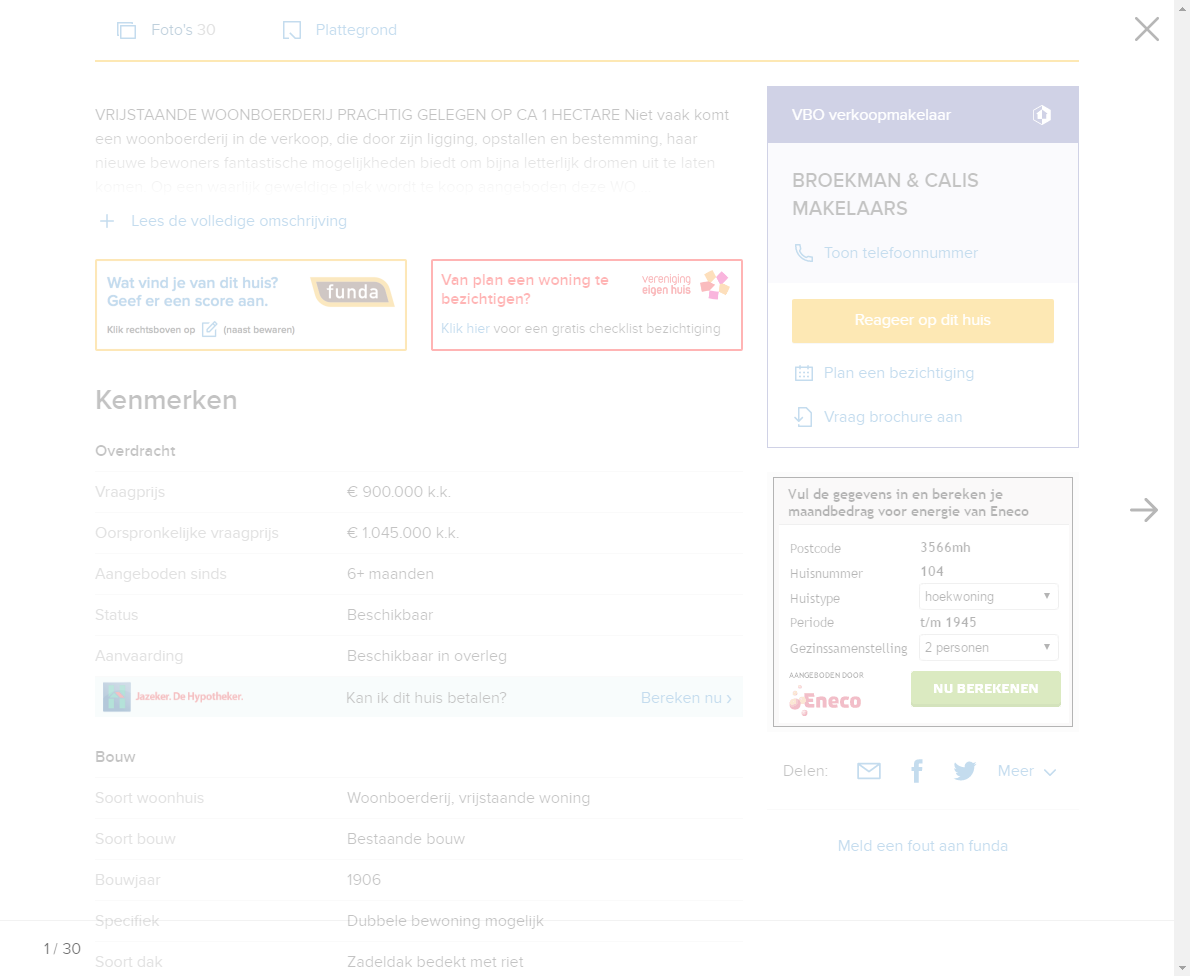 Foto's 30
Plattegrond
VRIJSTAANDE WOONBOERDERIJ PRACHTIG GELEGEN OP CA 1 HECTARE Niet vaak komt
een woonboerderij in de verkoop, die door zijn ligging, opstallen en bestemming, haar
nieuwe bewoners fantastische mogelijkheden biedt om bijna letterlijk dromen uit te laten
komen. Op een waarlijk geweldige plek wordt te koop aangeboden deze WO
Lees de volledige omschrijving
Wat vind je van dit huis?
Geef er een score aan.
funda
Klik rechtsboven op (naast bewaren)
Van plan een woning te
bezichtigen?
vereniging
eigen huis
Klik hier voor een gratis checklist bezichtiging
Kenmerken
Overdracht
Vraagprijs € 900.000 k.k.
Oorspronkelijke vraagprijs € 1.045.000 k.k.
Aangeboden sinds 6+ maanden
Status Beschikbaar
Aanvaarding Beschikbaar in overleg
Jazeker. De Hypotheker. Kan ik dit huis betalen? Bereken nu ›
Bouw
Soort woonhuis Woonboerderij, vrijstaande woning
Soort bouw Bestaande bouw
Bouwjaar 1906
Specifiek Dubbele bewoning mogelijk
Soort dak Zadeldak bedekt met riet
VBO verkoopmakelaar
BROEKMAN & CALIS
MAKELAARS
Toon telefoonnummer
Reageer op dit huis
Plan een bezichtiging
Vraag brochure aan
Vul de gegevens in en bereken je
maandbedrag voor energie van Eneco
Postcode 3566mh
Huisnummer 104
Huistype hoekwoning
Periode t/m 1945
Gezinssamenstelling 2 personen
AANGEBODEN DOOR
Eneco
NU BEREKENEN
Delen: Meer
Meld een fout aan funda
1 / 30